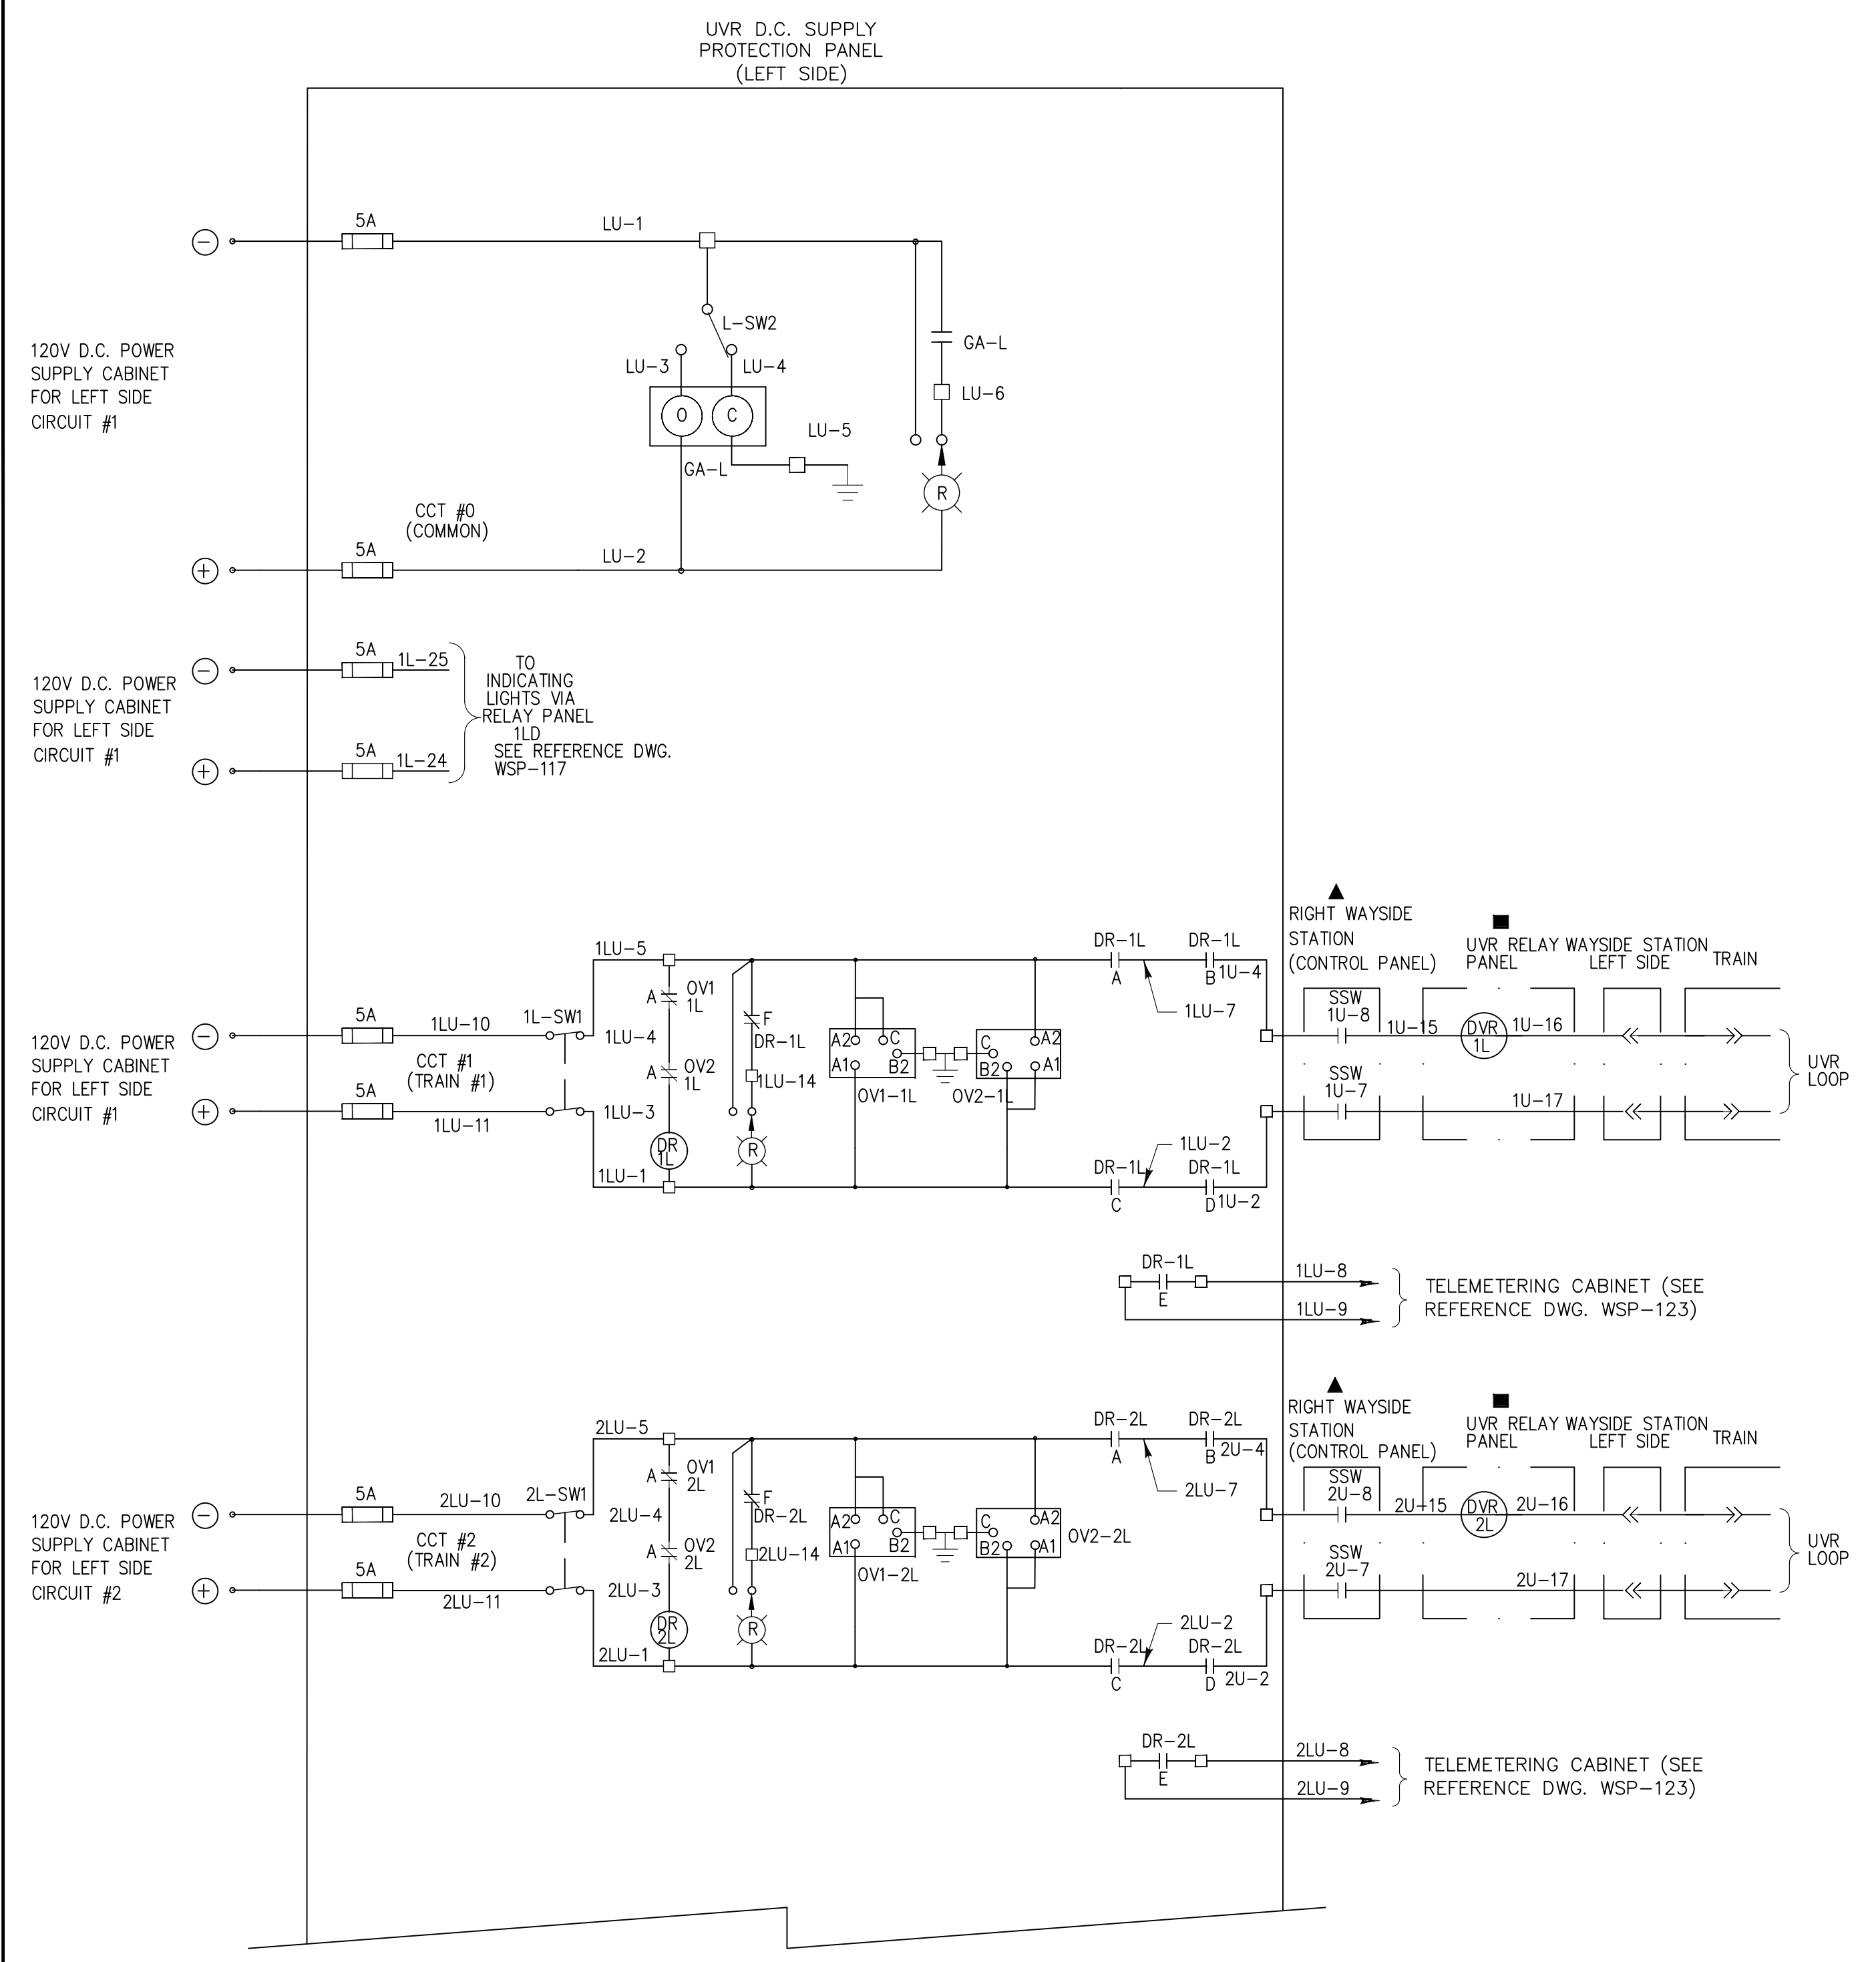 UVR D.C. SUPPLY
PROTECTION PANEL
(LEFT SIDE)
5A
LU-1
L-SW2
LU-3
LU-4
GA-L
LU-6
O
C
LU-5
GA-L
R
120V D.C. POWER
SUPPLY CABINET
FOR LEFT SIDE
CIRCUIT #1
CCT #0
(COMMON)
5A
LU-2
5A
1L-25
5A
1L-24
TO
INDICATING
LIGHTS VIA
RELAY PANEL
1LD
SEE REFERENCE DWG.
WSP-117
120V D.C. POWER
SUPPLY CABINET
FOR LEFT SIDE
CIRCUIT #1
RIGHT WAYSIDE
STATION
(CONTROL PANEL)
UVR RELAY
PANEL
WAYSIDE STATION
LEFT SIDE
TRAIN
1LU-5
DR-1L
A
DR-1L
B
1U-4
1LU-7
A
OV1
1L
F
DR-1L
1LU-14
5A
1LU-10
1L-SW1
1LU-4
CCT #1
(TRAIN #1)
A
OV2
1L
A2
C
A1
B2
OV1-1L
C
A2
B2
A1
OV2-1L
120V D.C. POWER
SUPPLY CABINET
FOR LEFT SIDE
CIRCUIT #1
5A
1LU-11
1LU-3
DR
1L
R
1LU-1
1LU-2
DR-1L
C
DR-1L
D
1U-2
SSW
1U-8
1U-15
DVR
1L
1U-16
SSW
1U-7
1U-17
UVR
LOOP
DR-1L
E
1LU-8
1LU-9
TELEMETERING CABINET (SEE
REFERENCE DWG. WSP-123)
RIGHT WAYSIDE
STATION
(CONTROL PANEL)
UVR RELAY
PANEL
WAYSIDE STATION
LEFT SIDE
TRAIN
2LU-5
DR-2L
A
DR-2L
B
2U-4
2LU-7
A
OV1
2L
F
DR-2L
2LU-14
5A
2LU-10
2L-SW1
2LU-4
CCT #2
(TRAIN #2)
A
OV2
2L
A2
C
A1
B2
OV1-2L
C
A2
B2
A1
OV2-2L
120V D.C. POWER
SUPPLY CABINET
FOR LEFT SIDE
CIRCUIT #2
5A
2LU-11
2LU-3
DR
2L
R
2LU-1
2LU-2
DR-2L
C
DR-2L
D
2U-2
SSW
2U-8
2U-15
DVR
2L
2U-16
SSW
2U-7
2U-17
UVR
LOOP
DR-2L
E
2LU-8
2LU-9
TELEMETERING CABINET (SEE
REFERENCE DWG. WSP-123)